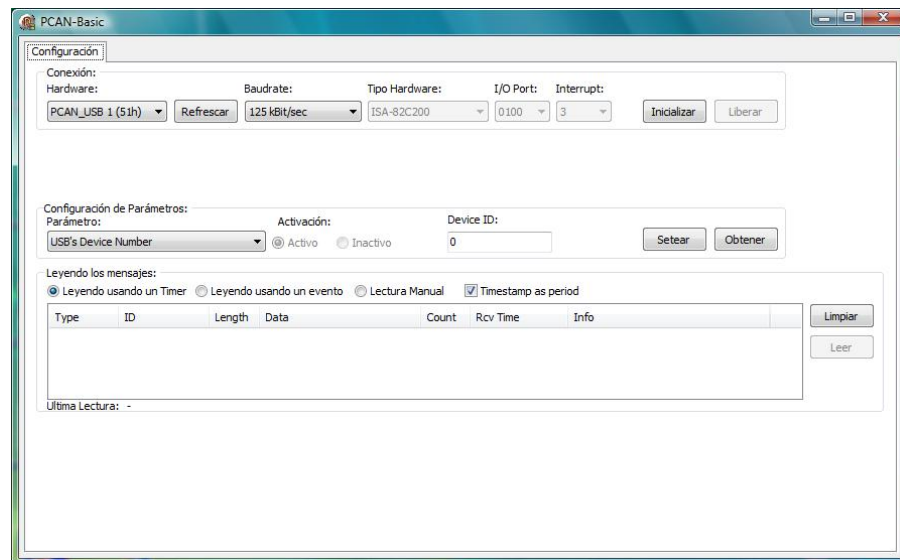 PCAN-Basic
Configuración
Conexión:
Hardware: Baudrate: Tipo Hardware: I/O Port: Interrupt:
PCAN_USB 1 (51h) Refrescar 125 kBit/sec ISA-82C200 0100 3 Inicializar Liberar
Configuración de Parámetros:
Parámetro: Activación: Device ID:
USB's Device Number Activo Inactivo 0 Setear Obtener
Leyendo los mensajes:
Leyendo usando un Timer Leyendo usando un evento Lectura Manual Timestamp as period
Type ID Length Data Count Rcv Time Info Limpiar
Leer
Ultima Lectura: -